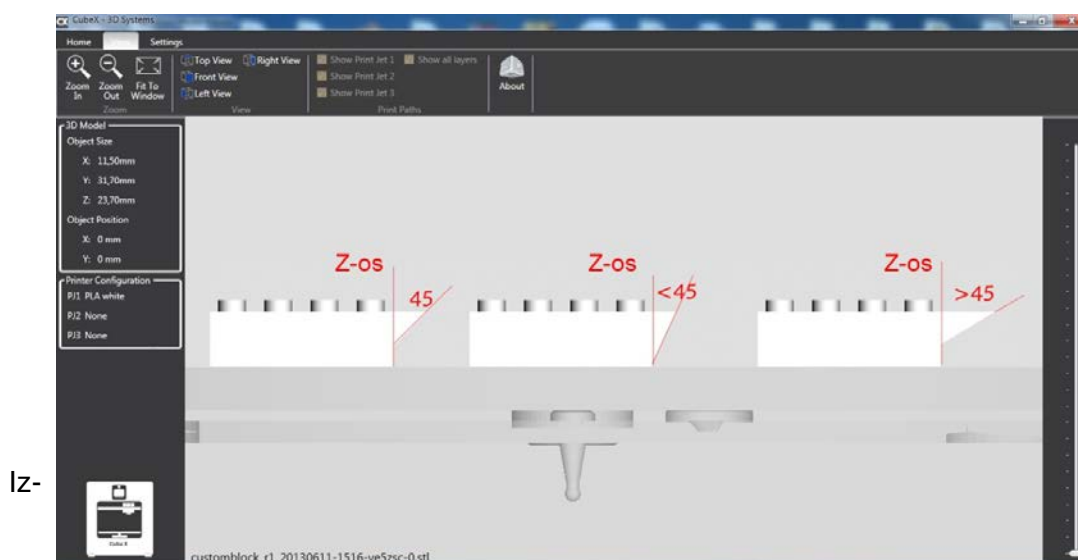 CubeX - 3D Systems
Home
Settings
Zoom In
Zoom Out
Fit To Window
Zoom
Top View
Right View
Front View
Left View
View
Show Print Jet 1
Show all layers
Show Print Jet 2
Show Print Jet 3
Print Paths
About
3D Model
Object Size
X: 11,50mm
Y: 31,70mm
Z: 23,70mm
Object Position
X: 0 mm
Y: 0 mm
Printer Configuration
PJ1 PLA white
PJ2 None
PJ3 None
Z-os
45
Z-os
<45
Z-os
>45
Iz-
Cube X
customblock_r1_20130611-1516-ye5zsc-0.stl